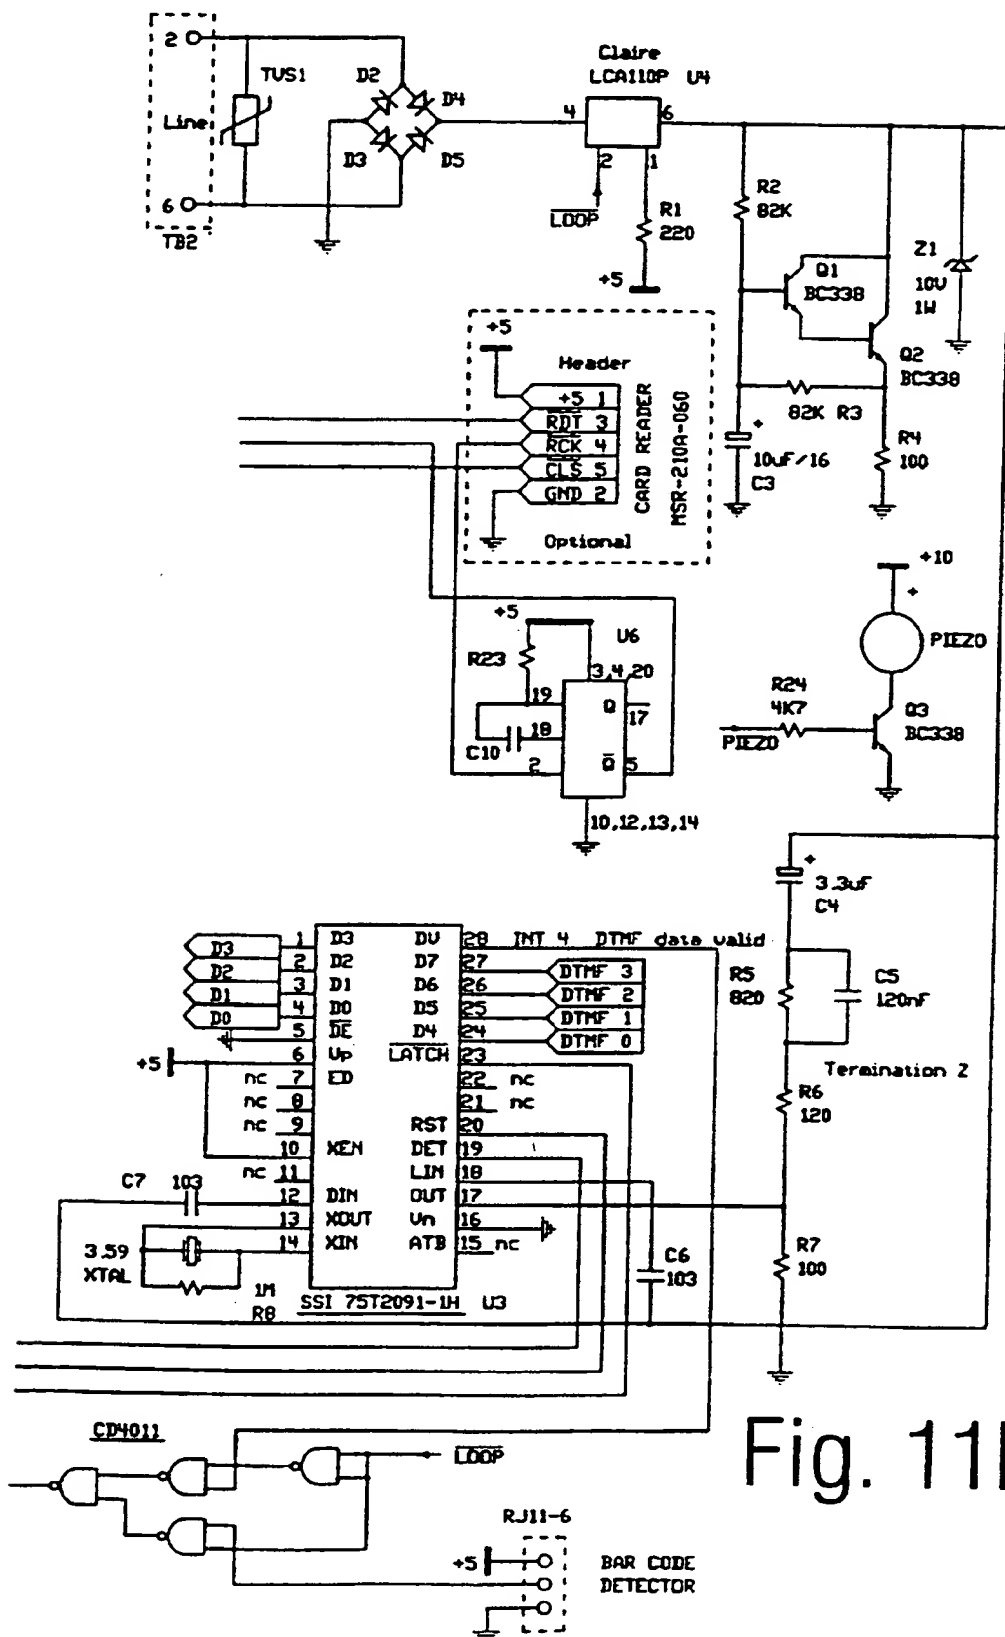 2
TVS1
Line
6
TB2
D2
D4
D3
D5
Claire
LCA110P U4
4
6
2
1
LOOP
R1
220
+5
R2
82K
Q1
BC338
Z1
10V
1W
Q2
BC338
82K R3
+
10uF/16
C3
R4
100
+5
Header
+5 1
RDT 3
RCK 4
CLS 5
GND 2
Optional
CARD READER
MSR-210A-060
+10
+
PIEZO
R24
4K7
PIEZO
Q3
BC338
+5
R23
U6
3,4,20
19
Q
17
18
C10
2
Q
5
10,12,13,14
+
3.3uF
C4
R5
820
C5
120nF
Termination Z
R6
120
R7
100
D3
D2
D1
D0
+5
1 D3 DV 28 INT 4 DTMF data valid
2 D2 D7 27 DTMF 3
3 D1 D6 26 DTMF 2
4 D0 D5 25 DTMF 1
5 DE D4 24 DTMF 0
6 Vp LATCH 23
nc 7 ED 22 nc
nc 8 21 nc
nc 9 RST 20
10 XEN DET 19
nc 11 LIN 18
12 DIN OUT 17
13 XOUT Vn 16
14 XIN ATB 15 nc
C7 103
3.59
XTAL
1M
R8
SSI 75T2091-1H U3
C6
103
CD4011
LOOP
Fig. 11
RJ11-6
+5
BAR CODE
DETECTOR